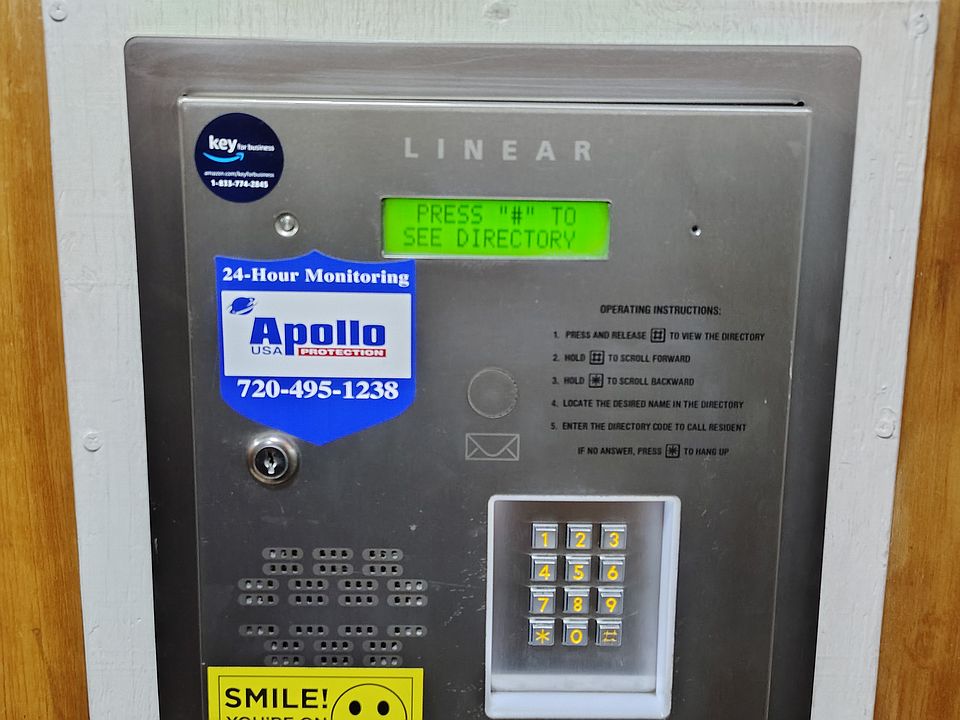 LINEAR
key for business
amazon.com/keyforbusiness
1-833-774-2845
PRESS "#" TO
SEE DIRECTORY
24-Hour Monitoring
Apollo
USA PROTECTION
720-495-1238
OPERATING INSTRUCTIONS:
1. PRESS AND RELEASE # TO VIEW THE DIRECTORY
2. HOLD # TO SCROLL FORWARD
3. HOLD * TO SCROLL BACKWARD
4. LOCATE THE DESIRED NAME IN THE DIRECTORY
5. ENTER THE DIRECTORY CODE TO CALL RESIDENT
IF NO ANSWER, PRESS * TO HANG UP
1 2 3
4 5 6
7 8 9
* 0 #
SMILE!
YOU'RE ON